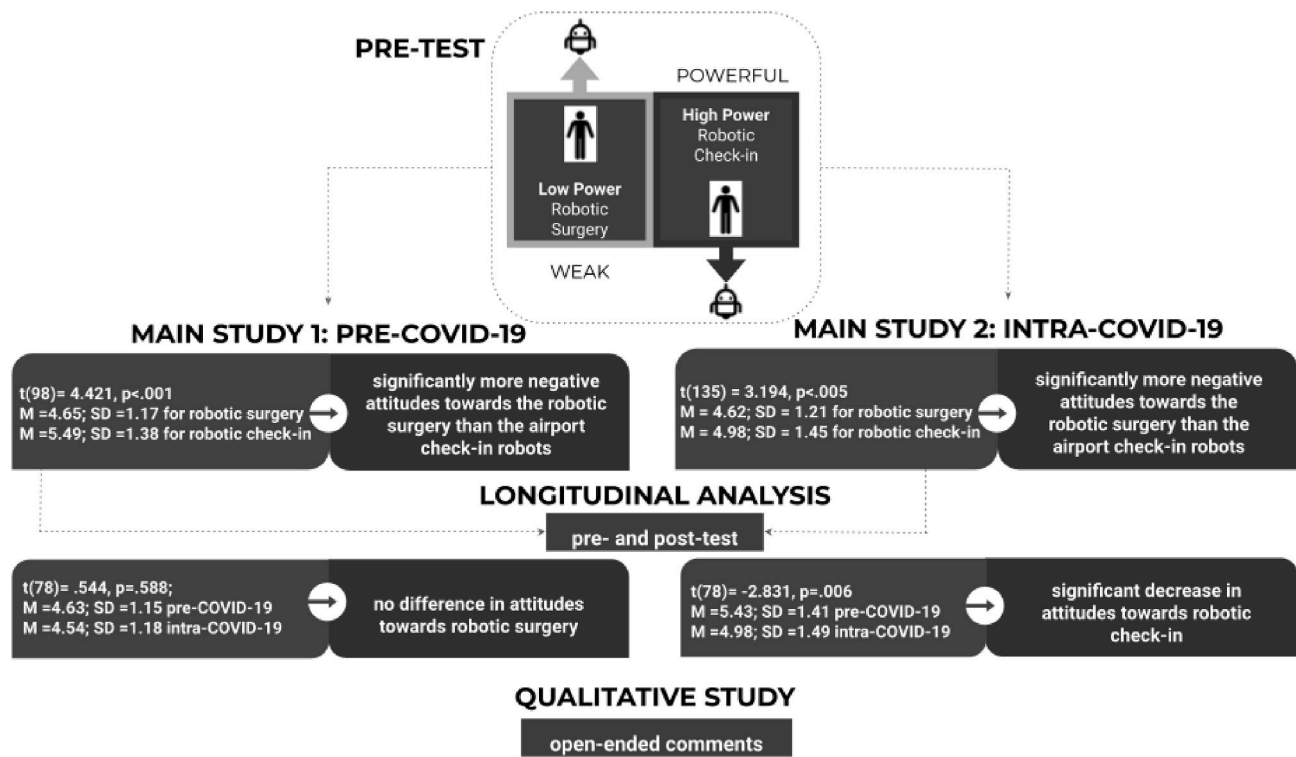 PRE-TEST
POWERFUL
Low Power
Robotic
Surgery
High Power
Robotic
Check-in
WEAK
MAIN STUDY 1: PRE-COVID-19
t(98)= 4.421, p<.001
M =4.65; SD =1.17 for robotic surgery
M =5.49; SD =1.38 for robotic check-in
significantly more negative
attitudes towards the robotic
surgery than the airport
check-in robots
MAIN STUDY 2: INTRA-COVID-19
t(135) = 3.194, p<.005
M = 4.62; SD = 1.21 for robotic surgery
M = 4.98; SD = 1.45 for robotic check-in
significantly more negative
attitudes towards the
robotic surgery than the
airport check-in robots
LONGITUDINAL ANALYSIS
pre- and post-test
t(78)= .544, p=.588;
M =4.63; SD =1.15 pre-COVID-19
M =4.54; SD =1.18 intra-COVID-19
no difference in attitudes
towards robotic surgery
t(78)= -2.831, p=.006
M =5.43; SD =1.41 pre-COVID-19
M =4.98; SD =1.49 intra-COVID-19
significant decrease in
attitudes towards robotic
check-in
QUALITATIVE STUDY
open-ended comments